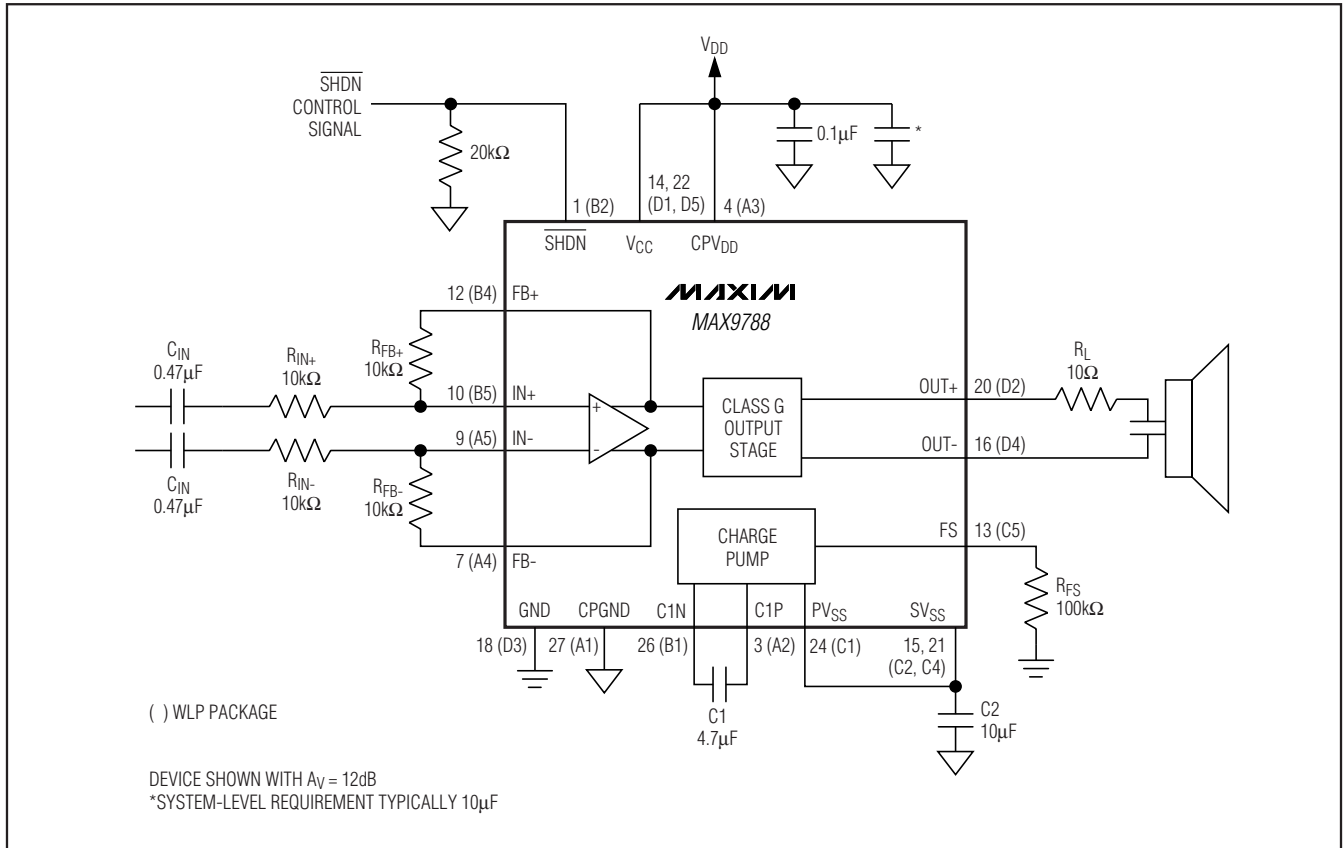 VDD
SHDN
CONTROL
SIGNAL
20kΩ
0.1µF
*
1 (B2)
14, 22
(D1, D5)
4 (A3)
SHDN
VCC
CPVDD
MAXIM
MAX9788
12 (B4)
FB+
CIN
0.47µF
RIN+
10kΩ
RFB+
10kΩ
10 (B5)
IN+
+
9 (A5)
IN-
-
CIN
0.47µF
RIN-
10kΩ
RFB-
10kΩ
7 (A4)
FB-
CLASS G
OUTPUT
STAGE
OUT+
20 (D2)
RL
10Ω
OUT-
16 (D4)
CHARGE
PUMP
FS
13 (C5)
RFS
100kΩ
GND
CPGND
C1N
C1P
PVSS
SVSS
18 (D3)
27 (A1)
26 (B1)
3 (A2)
24 (C1)
15, 21
(C2, C4)
C1
4.7µF
C2
10µF
( ) WLP PACKAGE
DEVICE SHOWN WITH AV = 12dB
*SYSTEM-LEVEL REQUIREMENT TYPICALLY 10µF